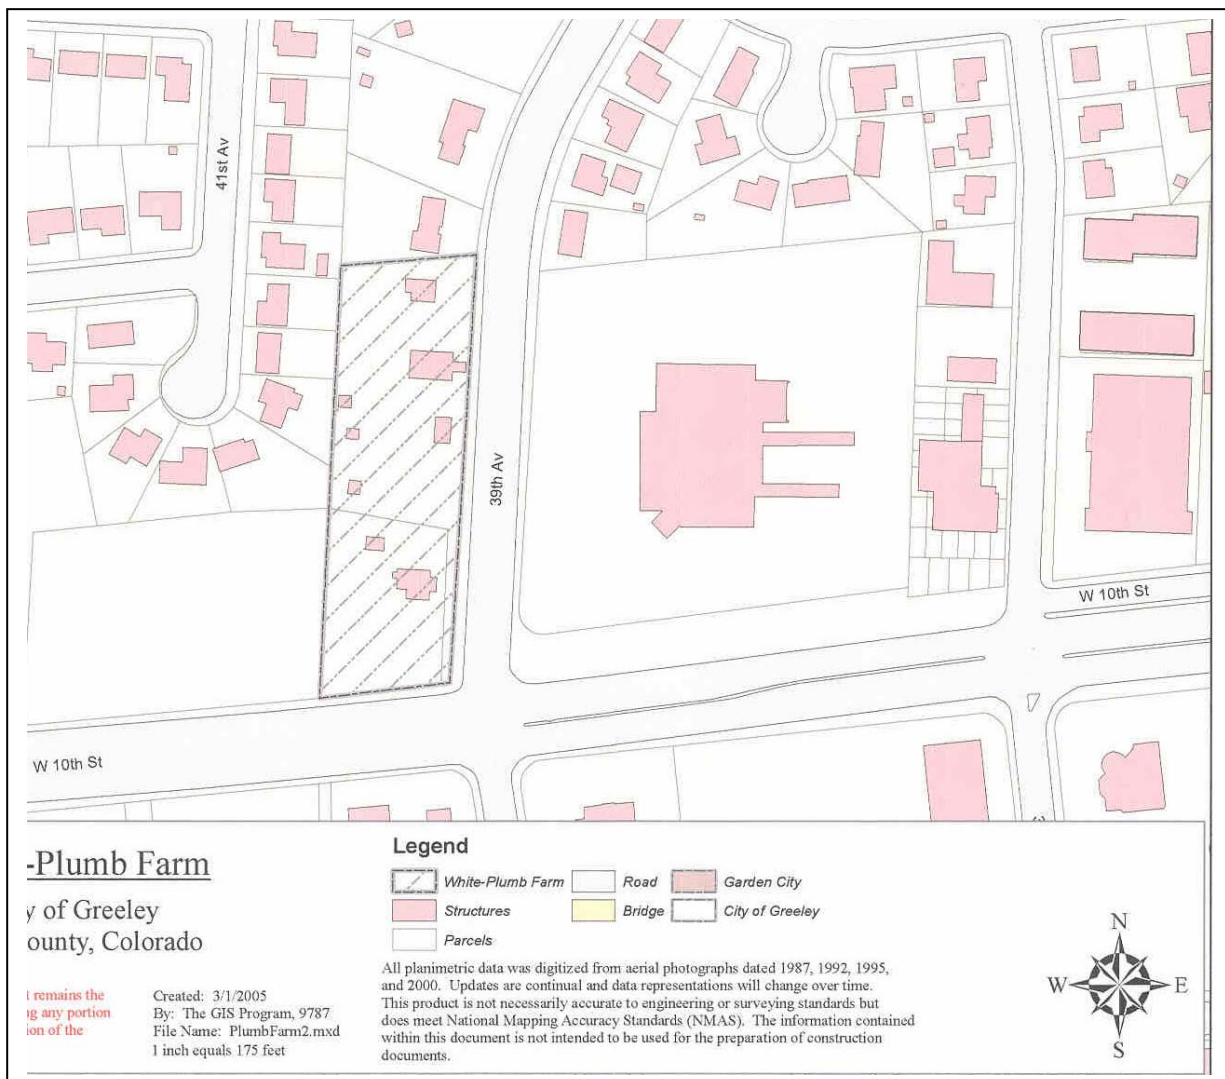 41st Av
39th Av
W 10th St
W 10th St
-Plumb Farm
y of Greeley
ounty, Colorado
remains the
ng any portion
ion of the
Created: 3/1/2005
By: The GIS Program, 9787
File Name: PlumbFarm2.mxd
1 inch equals 175 feet
Legend
White-Plumb Farm
Road
Garden City
Structures
Bridge
City of Greeley
Parcels
All planimetric data was digitized from aerial photographs dated 1987, 1992, 1995,
and 2000. Updates are continual and data representations will change over time.
This product is not necessarily accurate to engineering or surveying standards but
does meet National Mapping Accuracy Standards (NMAS). The information contained
within this document is not intended to be used for the preparation of construction
documents.
N
W
E
S